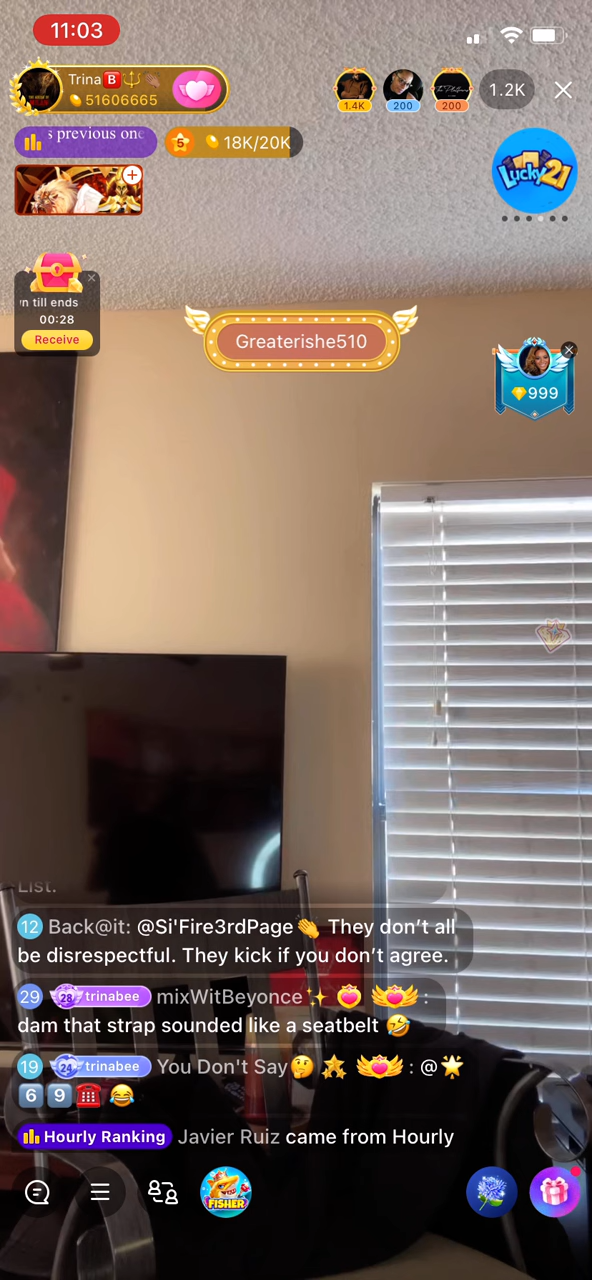 11:03
Trina🅱️🔱👏🏽
51606665
1.4K
200
200
1.2K
s previous one
5
18K/20K
Lucky21
n till ends
00:28
Receive
Greaterishe510
999
List.
12 Back@it: @Si'Fire3rdPage👏 They don't all
be disrespectful. They kick if you don't agree.
29 28 trinabee mixWitBeyonce✨ :
dam that strap sounded like a seatbelt 🤣
19 24 trinabee You Don't Say🤔 : @🌟
6️⃣ 9️⃣ ☎️ 😂
Hourly Ranking Javier Ruiz came from Hourly
FISHER